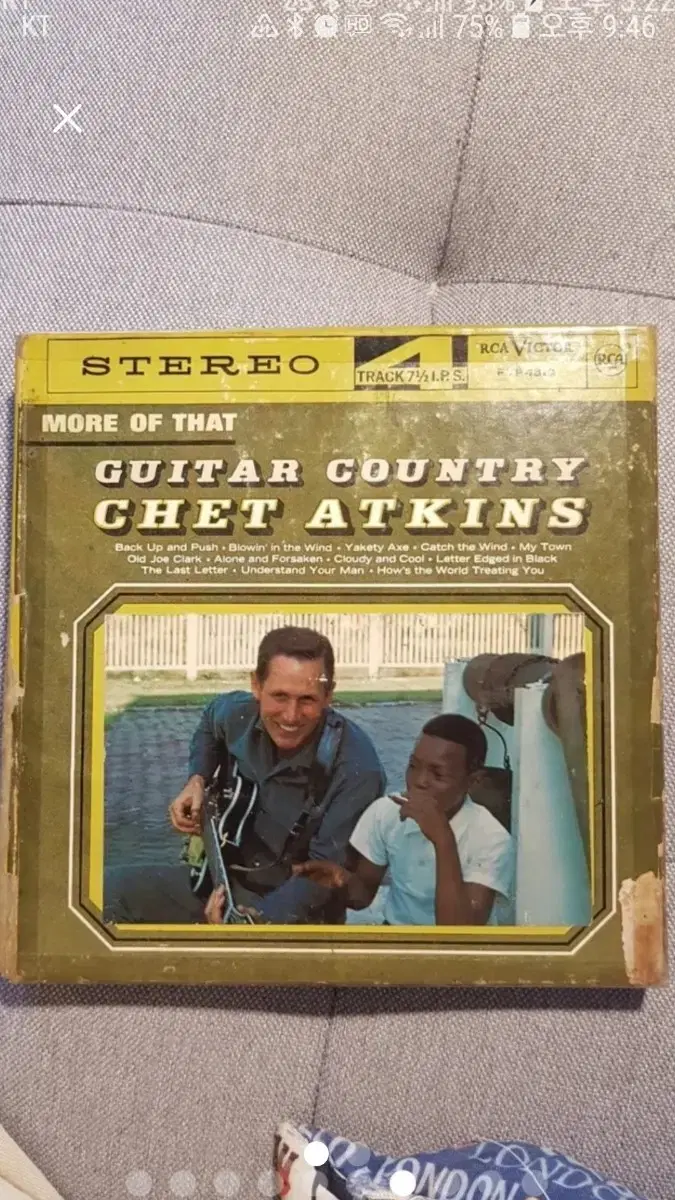 KT
HD 75% 오후 9:46
STEREO
4
TRACK 7½ I.P.S.
RCA VICTOR
RCA
MORE OF THAT
GUITAR COUNTRY
CHET ATKINS
Back Up and Push • Blowin' in the Wind • Yakety Axe • Catch the Wind • My Town
Old Joe Clark • Alone and Forsaken • Cloudy and Cool • Letter Edged in Black
The Last Letter • Understand Your Man • How's the World Treating You
LONDON